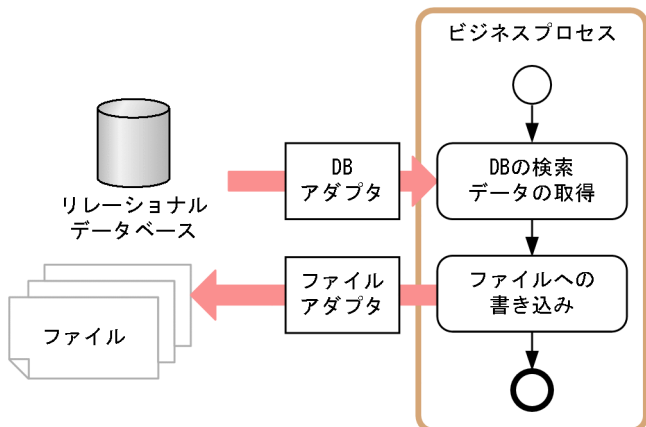 ビジネスプロセス
DBの検索
データの取得
DB
アダプタ
リレーショナル
データベース
ファイルへの
書き込み
ファイル
アダプタ
ファイル